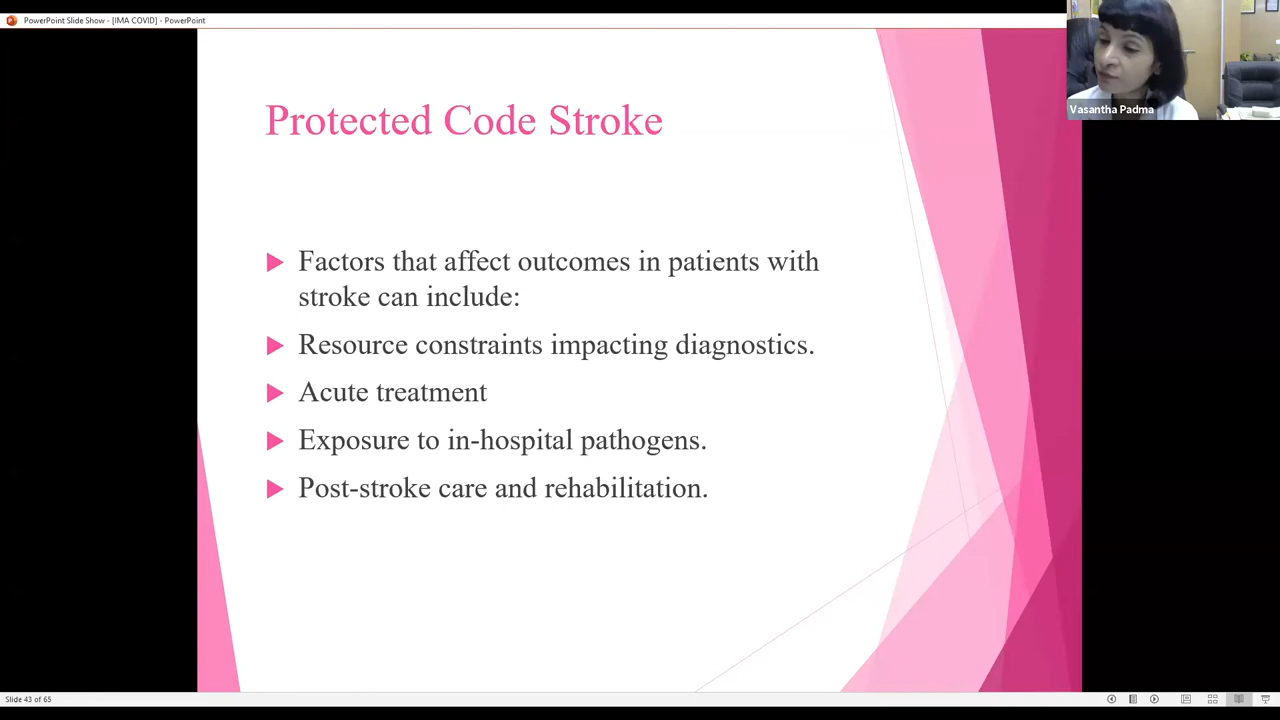 PowerPoint Slide Show - [IMA COVID] - PowerPoint
Vasantha Padma
Protected Code Stroke
Factors that affect outcomes in patients with
stroke can include:
Resource constraints impacting diagnostics.
Acute treatment
Exposure to in-hospital pathogens.
Post-stroke care and rehabilitation.
Slide 43 of 65